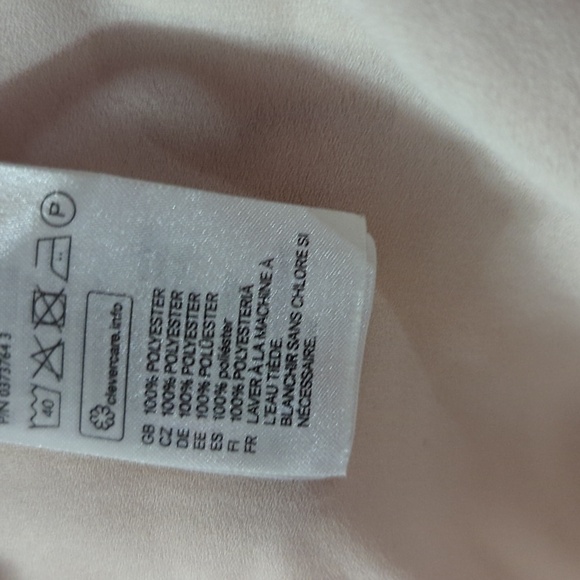 P/N 0373764 3
40
P
clevercare.info
GB 100% POLYESTER
CZ 100% POLYESTER
DE 100% POLYESTER
EE 100% POLÜESTER
ES 100% poliéster
FI 100% POLYESTERIÄ
FR LAVER À LA MACHINE À
L'EAU TIÈDE.
BLANCHIR SANS CHLORE SI
NÉCESSAIRE.